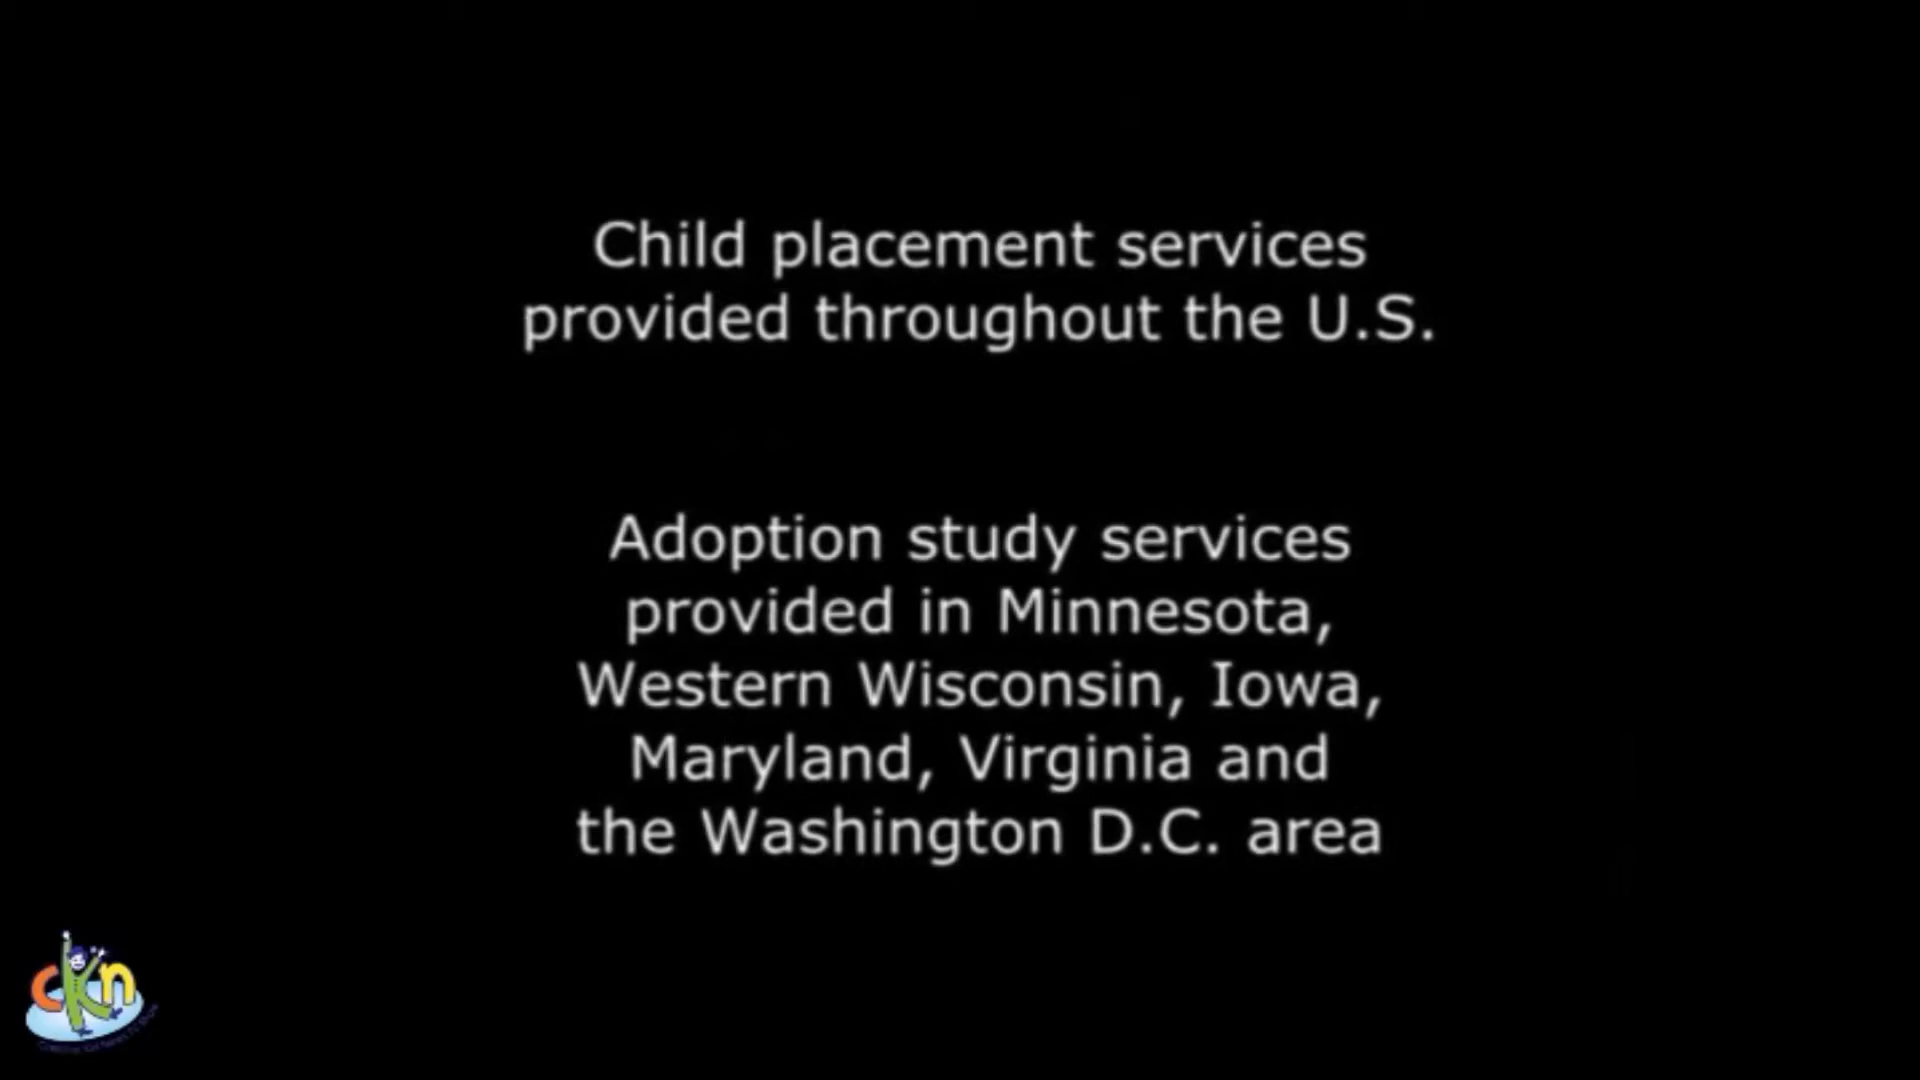 Child placement services
provided throughout the U.S.
Adoption study services
provided in Minnesota,
Western Wisconsin, Iowa,
Maryland, Virginia and
the Washington D.C. area
ckn